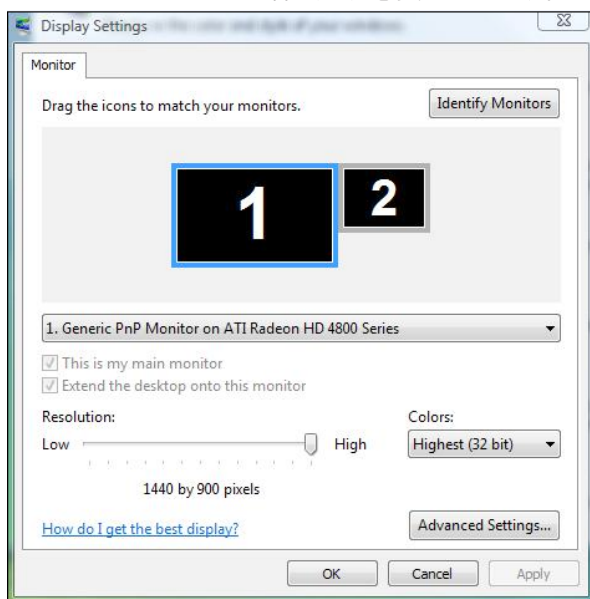 Display Settings
Monitor
Drag the icons to match your monitors.
Identify Monitors
1 2
1. Generic PnP Monitor on ATI Radeon HD 4800 Series
This is my main monitor
Extend the desktop onto this monitor
Resolution: Colors:
Low High Highest (32 bit)
1440 by 900 pixels
How do I get the best display? Advanced Settings...
OK Cancel Apply